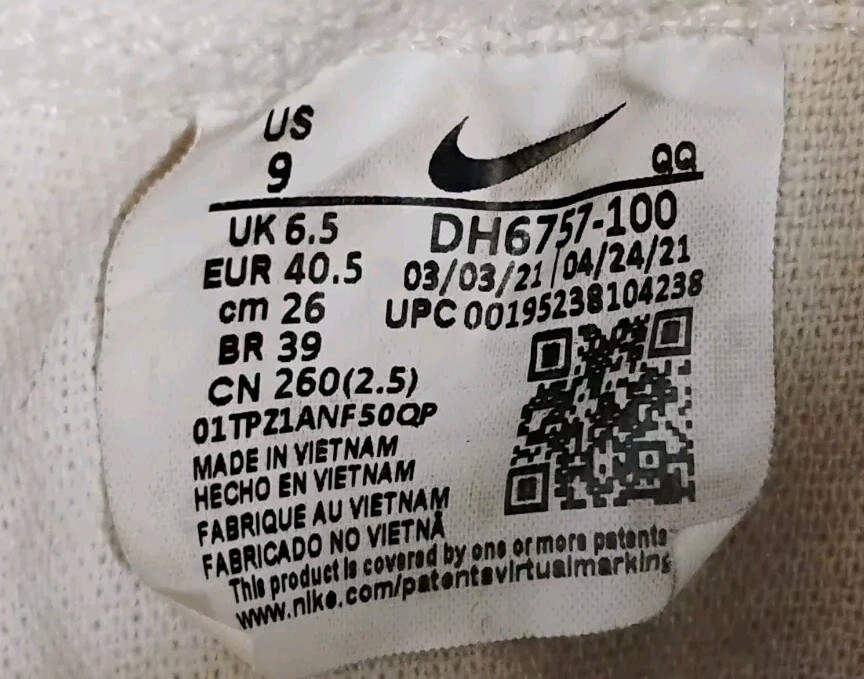 US
9
QQ
UK 6.5
EUR 40.5
cm 26
BR 39
CN 260(2.5)
DH6757-100
03/03/21/04/24/21
UPC 00195238104238
01TPZ1ANF50QP
MADE IN VIETNAM
HECHO EN VIETNAM
FABRIQUE AU VIETNAM
FABRICADO NO VIETNÃ
This product is covered by one or more patents
www.nike.com/patentsvirtualmarking